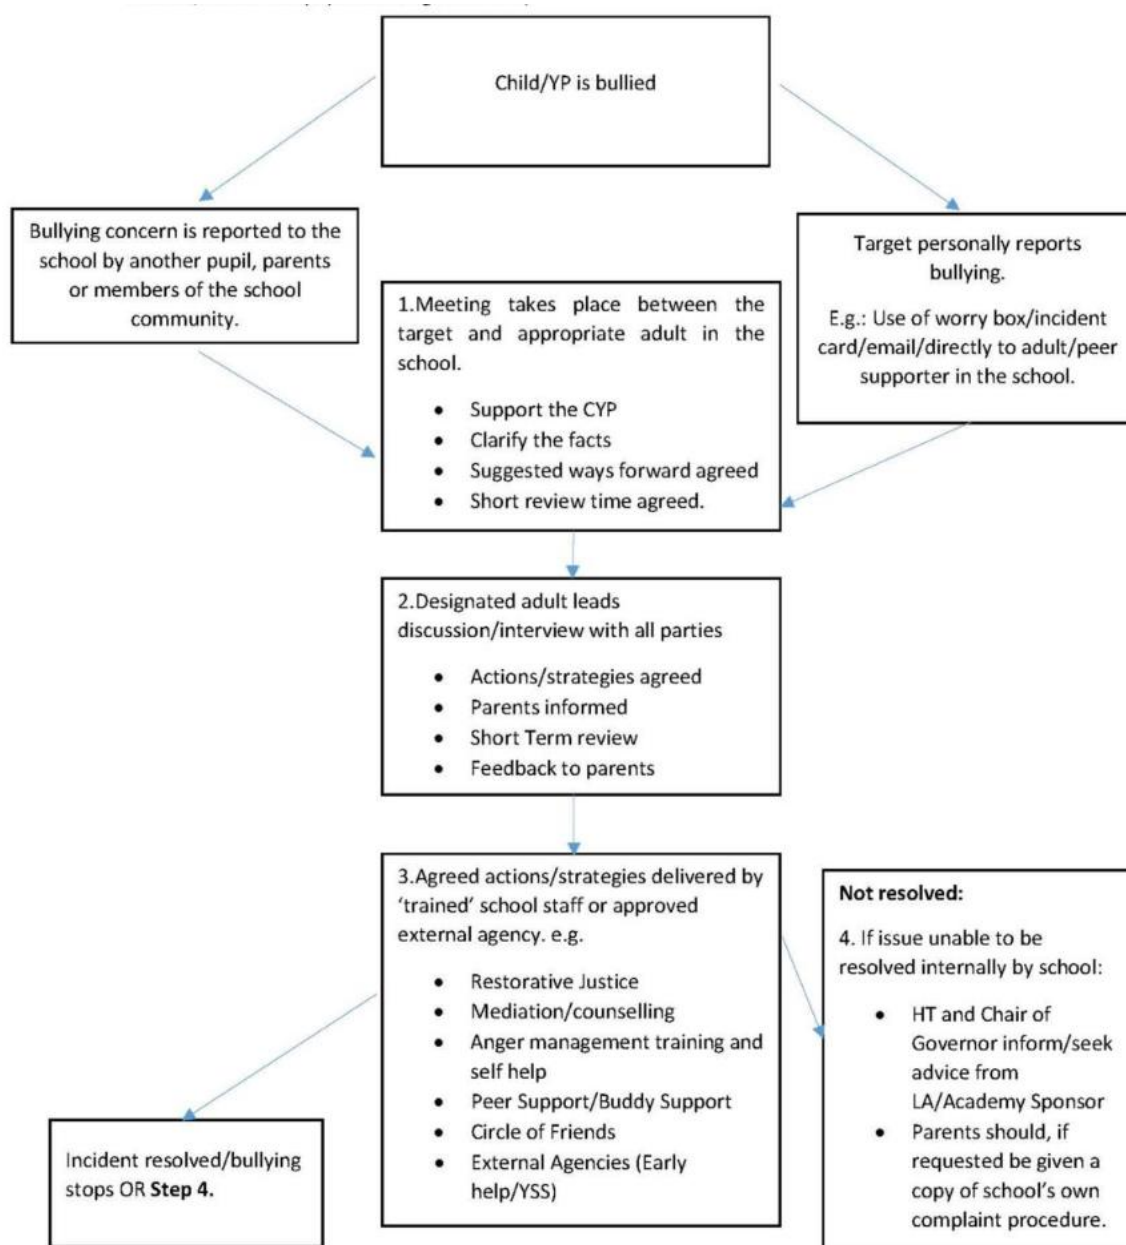 Child/YP is bullied
Bullying concern is reported to the
school by another pupil, parents
or members of the school
community.
Target personally reports
bullying.
E.g.: Use of worry box/incident
card/email/directly to adult/peer
supporter in the school.
1.Meeting takes place between the
target and appropriate adult in the
school.
• Support the CYP
• Clarify the facts
• Suggested ways forward agreed
• Short review time agreed.
2.Designated adult leads
discussion/interview with all parties
• Actions/strategies agreed
• Parents informed
• Short Term review
• Feedback to parents
3.Agreed actions/strategies delivered by
‘trained’ school staff or approved
external agency. e.g.
• Restorative Justice
• Mediation/counselling
• Anger management training and
self help
• Peer Support/Buddy Support
• Circle of Friends
• External Agencies (Early
help/YSS)
Not resolved:
4. If issue unable to be
resolved internally by school:
• HT and Chair of
Governor inform/seek
advice from
LA/Academy Sponsor
• Parents should, if
requested be given a
copy of school’s own
complaint procedure.
Incident resolved/bullying
stops OR Step 4.